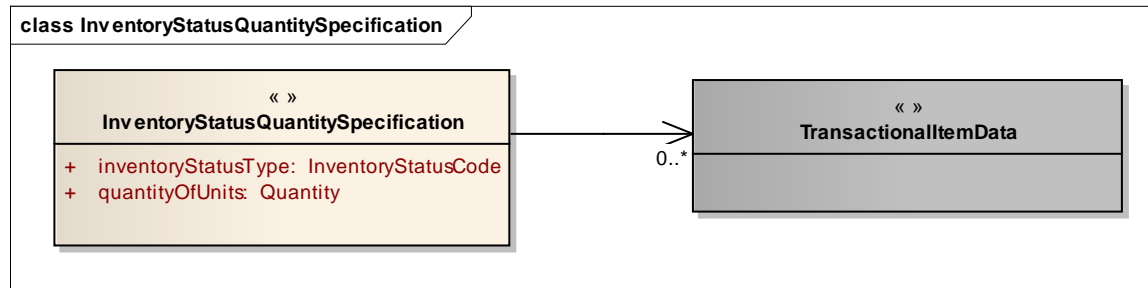 class InventoryStatusQuantitySpecification
« »
InventoryStatusQuantitySpecification
+ inventoryStatusType: InventoryStatusCode
+ quantityOfUnits: Quantity
0..*
« »
TransactionalItemData